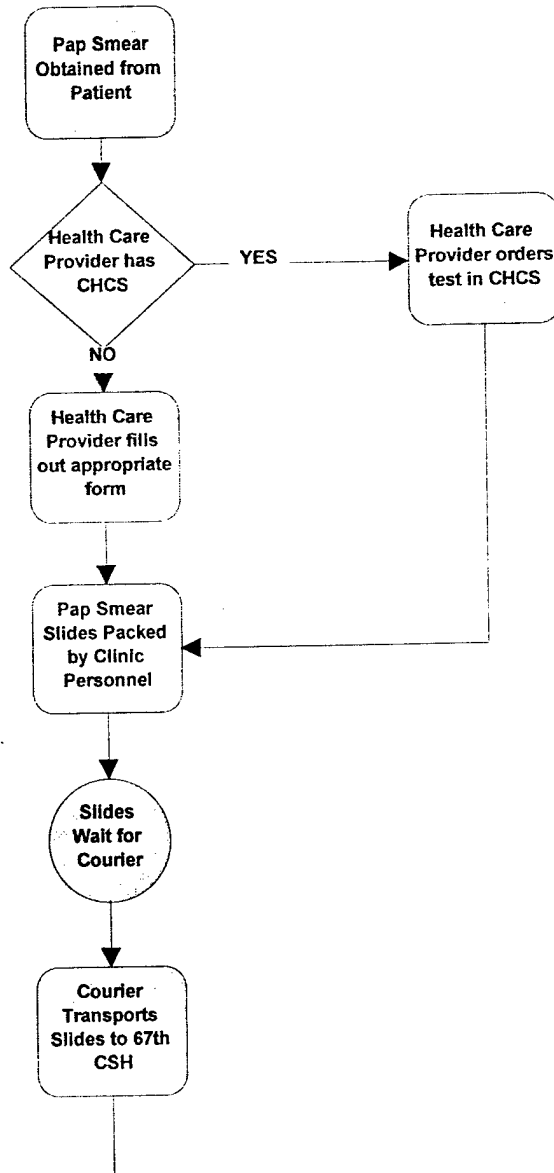 Pap Smear
Obtained from
Patient
Health Care
Provider has
CHCS
YES
Health Care
Provider orders
test in CHCS
NO
Health Care
Provider fills
out appropriate
form
Pap Smear
Slides Packed
by Clinic
Personnel
Slides
Wait for
Courier
Courier
Transports
Slides to 67th
CSH